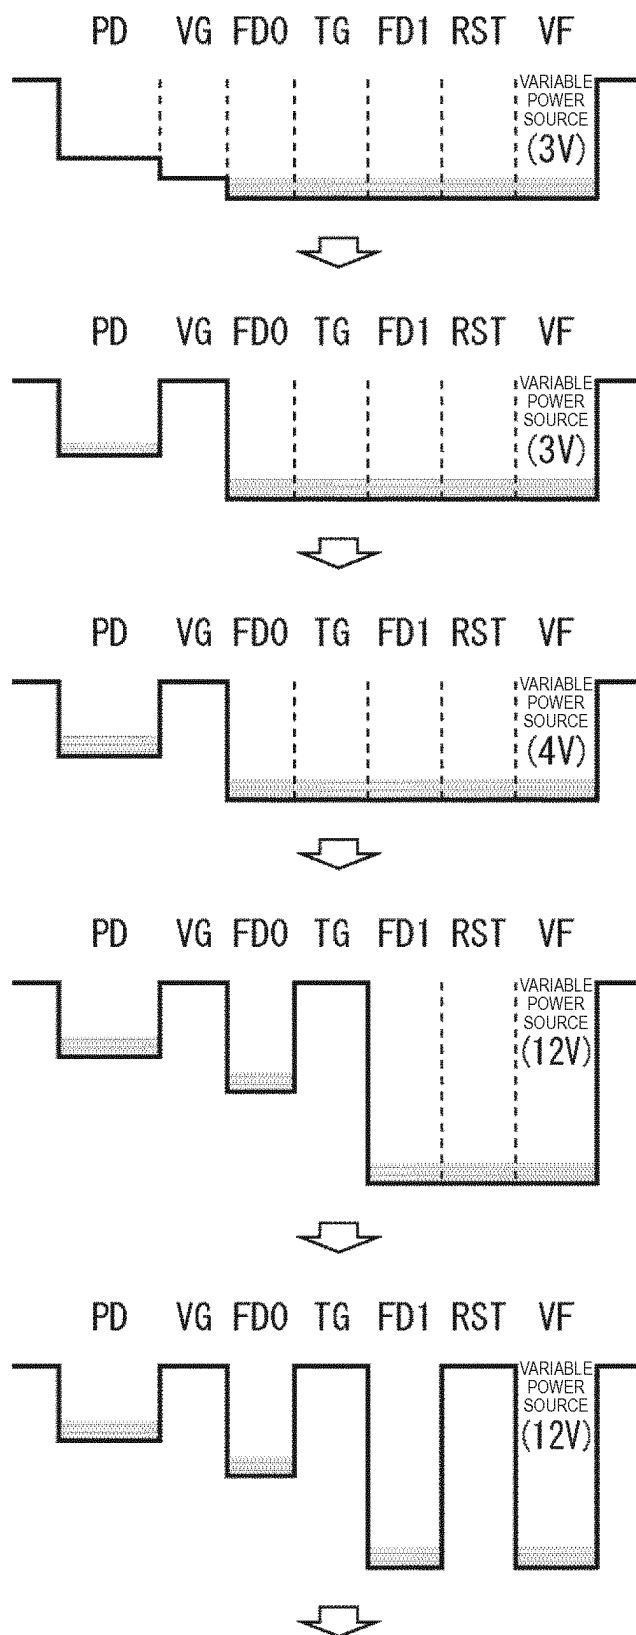 PD VG FD0 TG FD1 RST VF
VARIABLE
POWER
SOURCE
(3V)
PD VG FD0 TG FD1 RST VF
VARIABLE
POWER
SOURCE
(3V)
PD VG FD0 TG FD1 RST VF
VARIABLE
POWER
SOURCE
(4V)
PD VG FD0 TG FD1 RST VF
VARIABLE
POWER
SOURCE
(12V)
PD VG FD0 TG FD1 RST VF
VARIABLE
POWER
SOURCE
(12V)